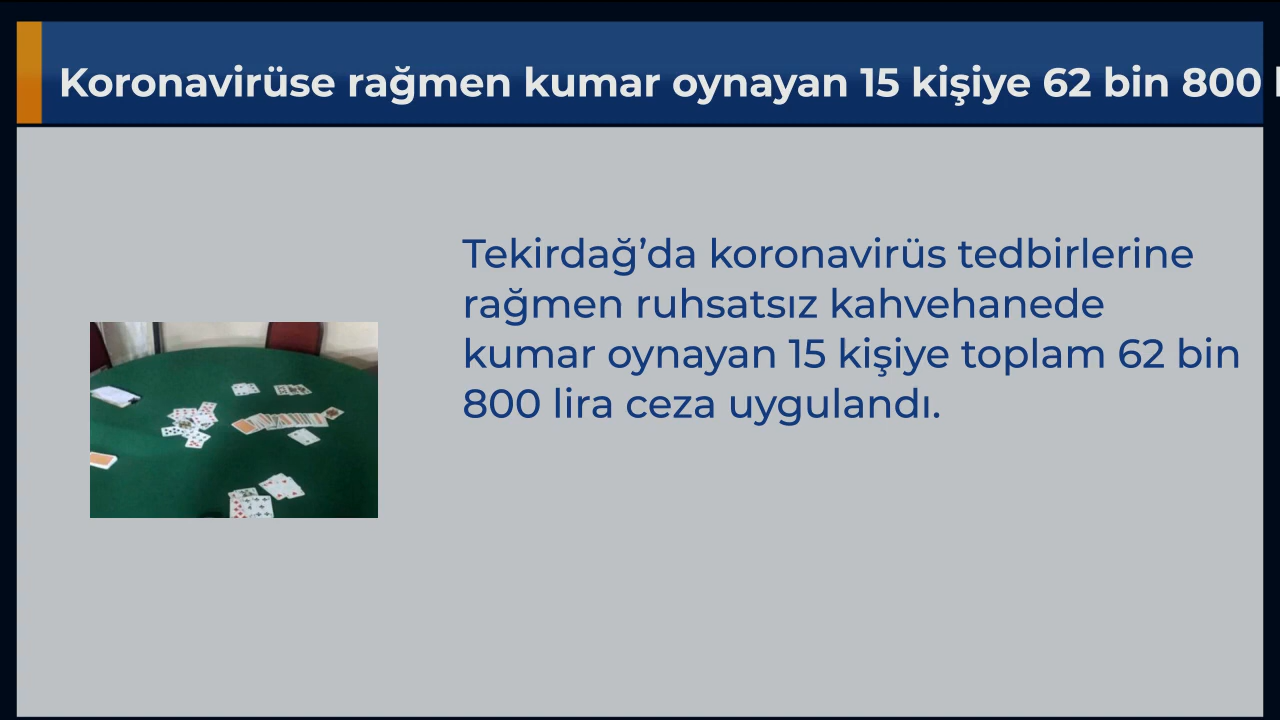 Koronavirüse rağmen kumar oynayan 15 kişiye 62 bin 800
Tekirdağ’da koronavirüs tedbirlerine
rağmen ruhsatsız kahvehanede
kumar oynayan 15 kişiye toplam 62 bin
800 lira ceza uygulandı.